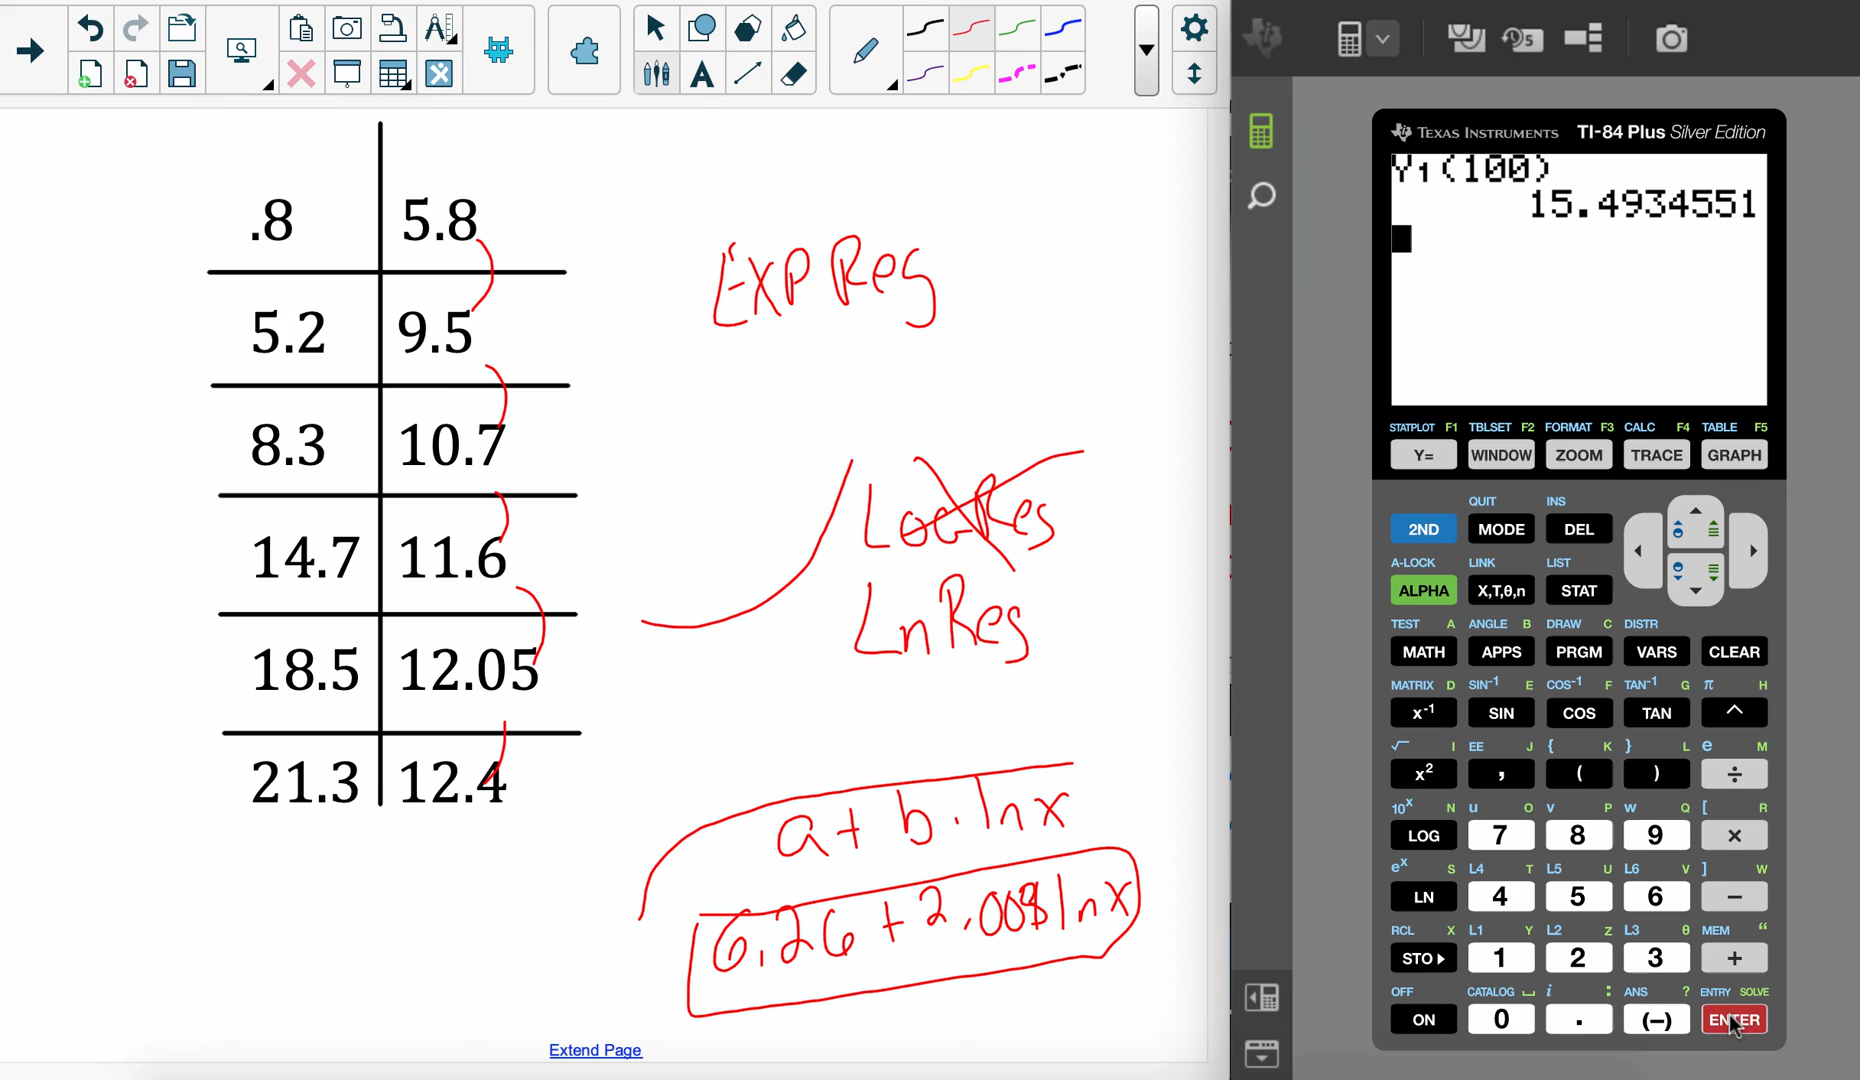 .8 5.8
5.2 9.5
8.3 10.7
14.7 11.6
18.5 12.05
21.3 12.4
Exp Reg
LogReg
LnReg
a + b · ln x
6.26 + 2.008 ln x
Extend Page
5
TEXAS INSTRUMENTS TI-84 Plus Silver Edition
Y1(100)
15.4934551
STATPLOT F1 TBLSET F2 FORMAT F3 CALC F4 TABLE F5
Y= WINDOW ZOOM TRACE GRAPH
QUIT INS
2ND MODE DEL
A-LOCK LINK LIST
ALPHA X,T,θ,n STAT
TEST A ANGLE B DRAW C DISTR
MATH APPS PRGM VARS CLEAR
MATRIX D SIN⁻¹ E COS⁻¹ F TAN⁻¹ G π H
x⁻¹ SIN COS TAN ^
√‾ I EE J { K } L e M
x² , ( ) ÷
10ˣ N u O v P w Q [ R
LOG 7 8 9 ×
eˣ S L4 T L5 U L6 V ] W
LN 4 5 6 −
RCL X L1 Y L2 Z L3 θ MEM “
STO▸ 1 2 3 +
OFF CATALOG ⎵ i : ANS ? ENTRY SOLVE
ON 0 . (−) ENTER